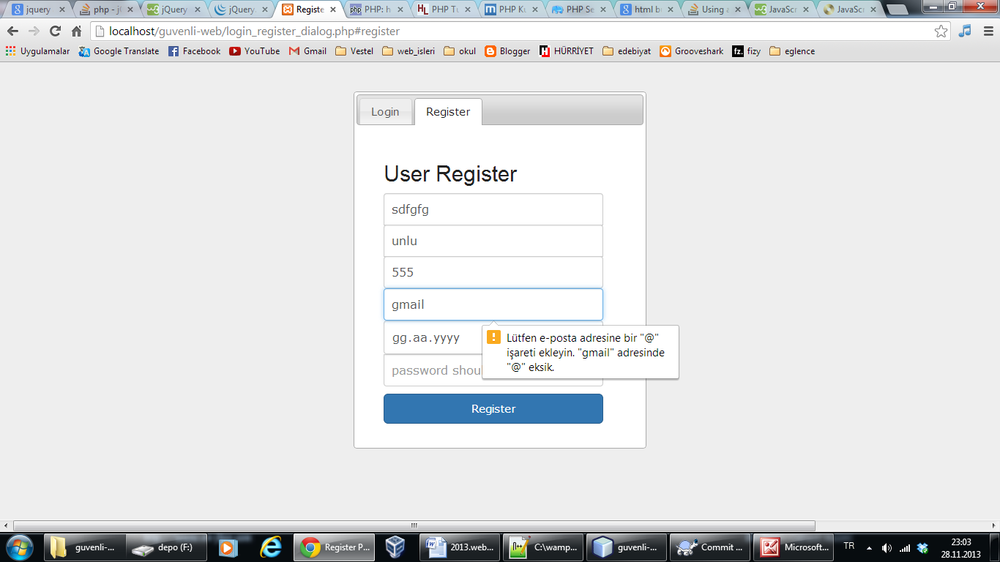 jquery
php - j
jQuery
jQuery
Registe
PHP: h
PHP Tu
PHP Ku
PHP Se
html b
Using a
JavaScr
JavaScr
localhost/guvenli-web/login_register_dialog.php#register
Uygulamalar Google Translate Facebook YouTube Gmail Vestel web_isleri okul Blogger HÜRRİYET edebiyat Grooveshark fizy eglence
Login Register
User Register
sdfgfg
unlu
555
gmail
gg.aa.yyyy
password shou
Lütfen e-posta adresine bir "@"
işareti ekleyin. "gmail" adresinde
"@" eksik.
Register
guvenli-... depo (F:) Register P... 2013.web... C:\wamp... guvenli-... Commit ... Microsoft... TR 23:03
28.11.2013